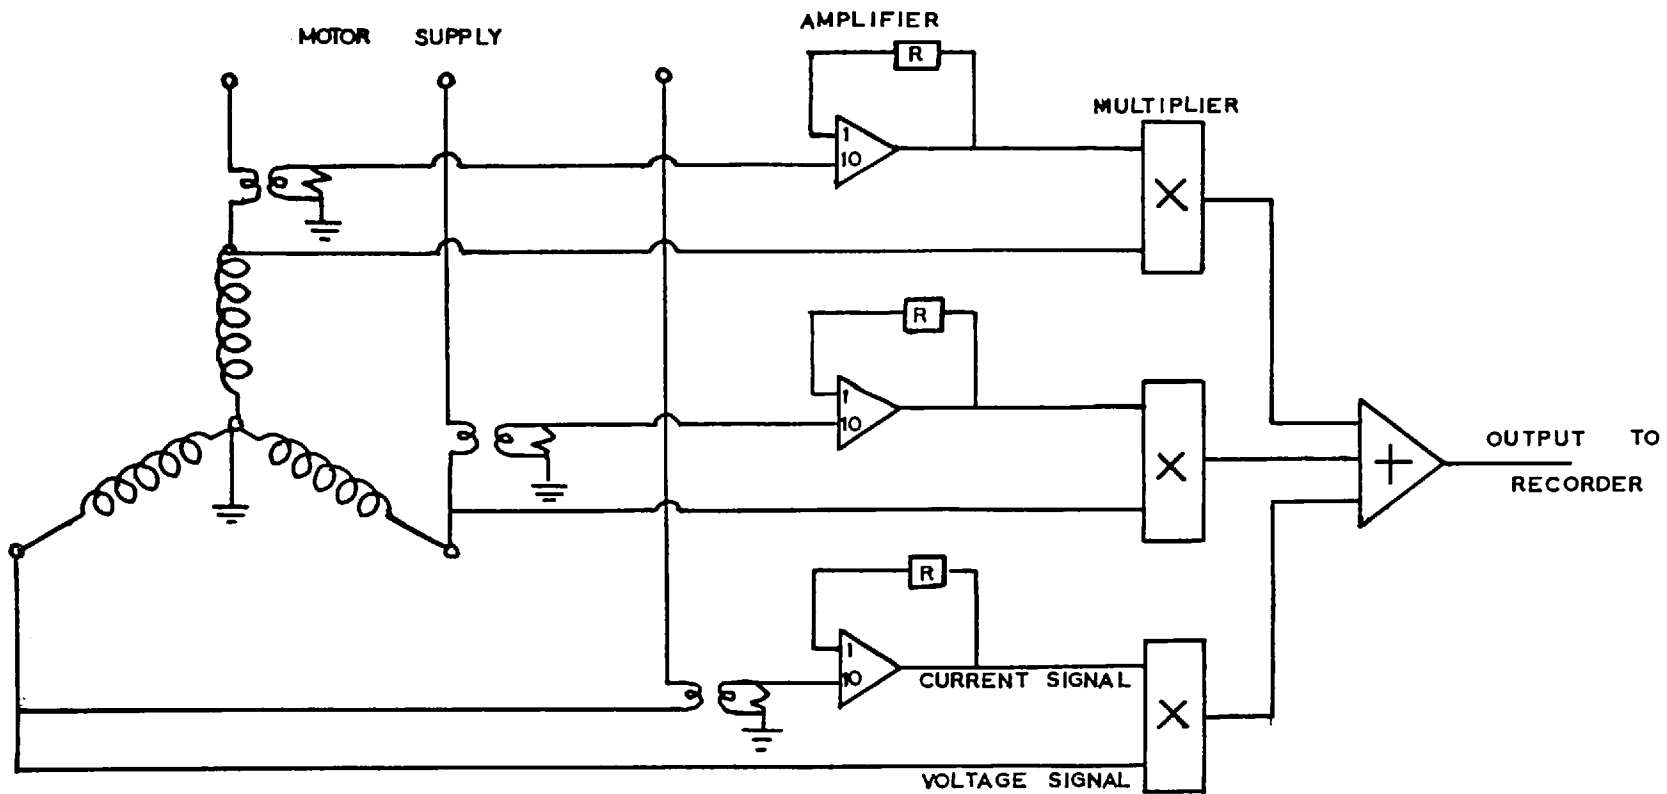 AMPLIFIER
MOTOR SUPPLY
R
MULTIPLIER
1
10
X
R
1
10
X
+
OUTPUT TO
RECORDER
R
1
10
CURRENT SIGNAL
X
VOLTAGE SIGNAL